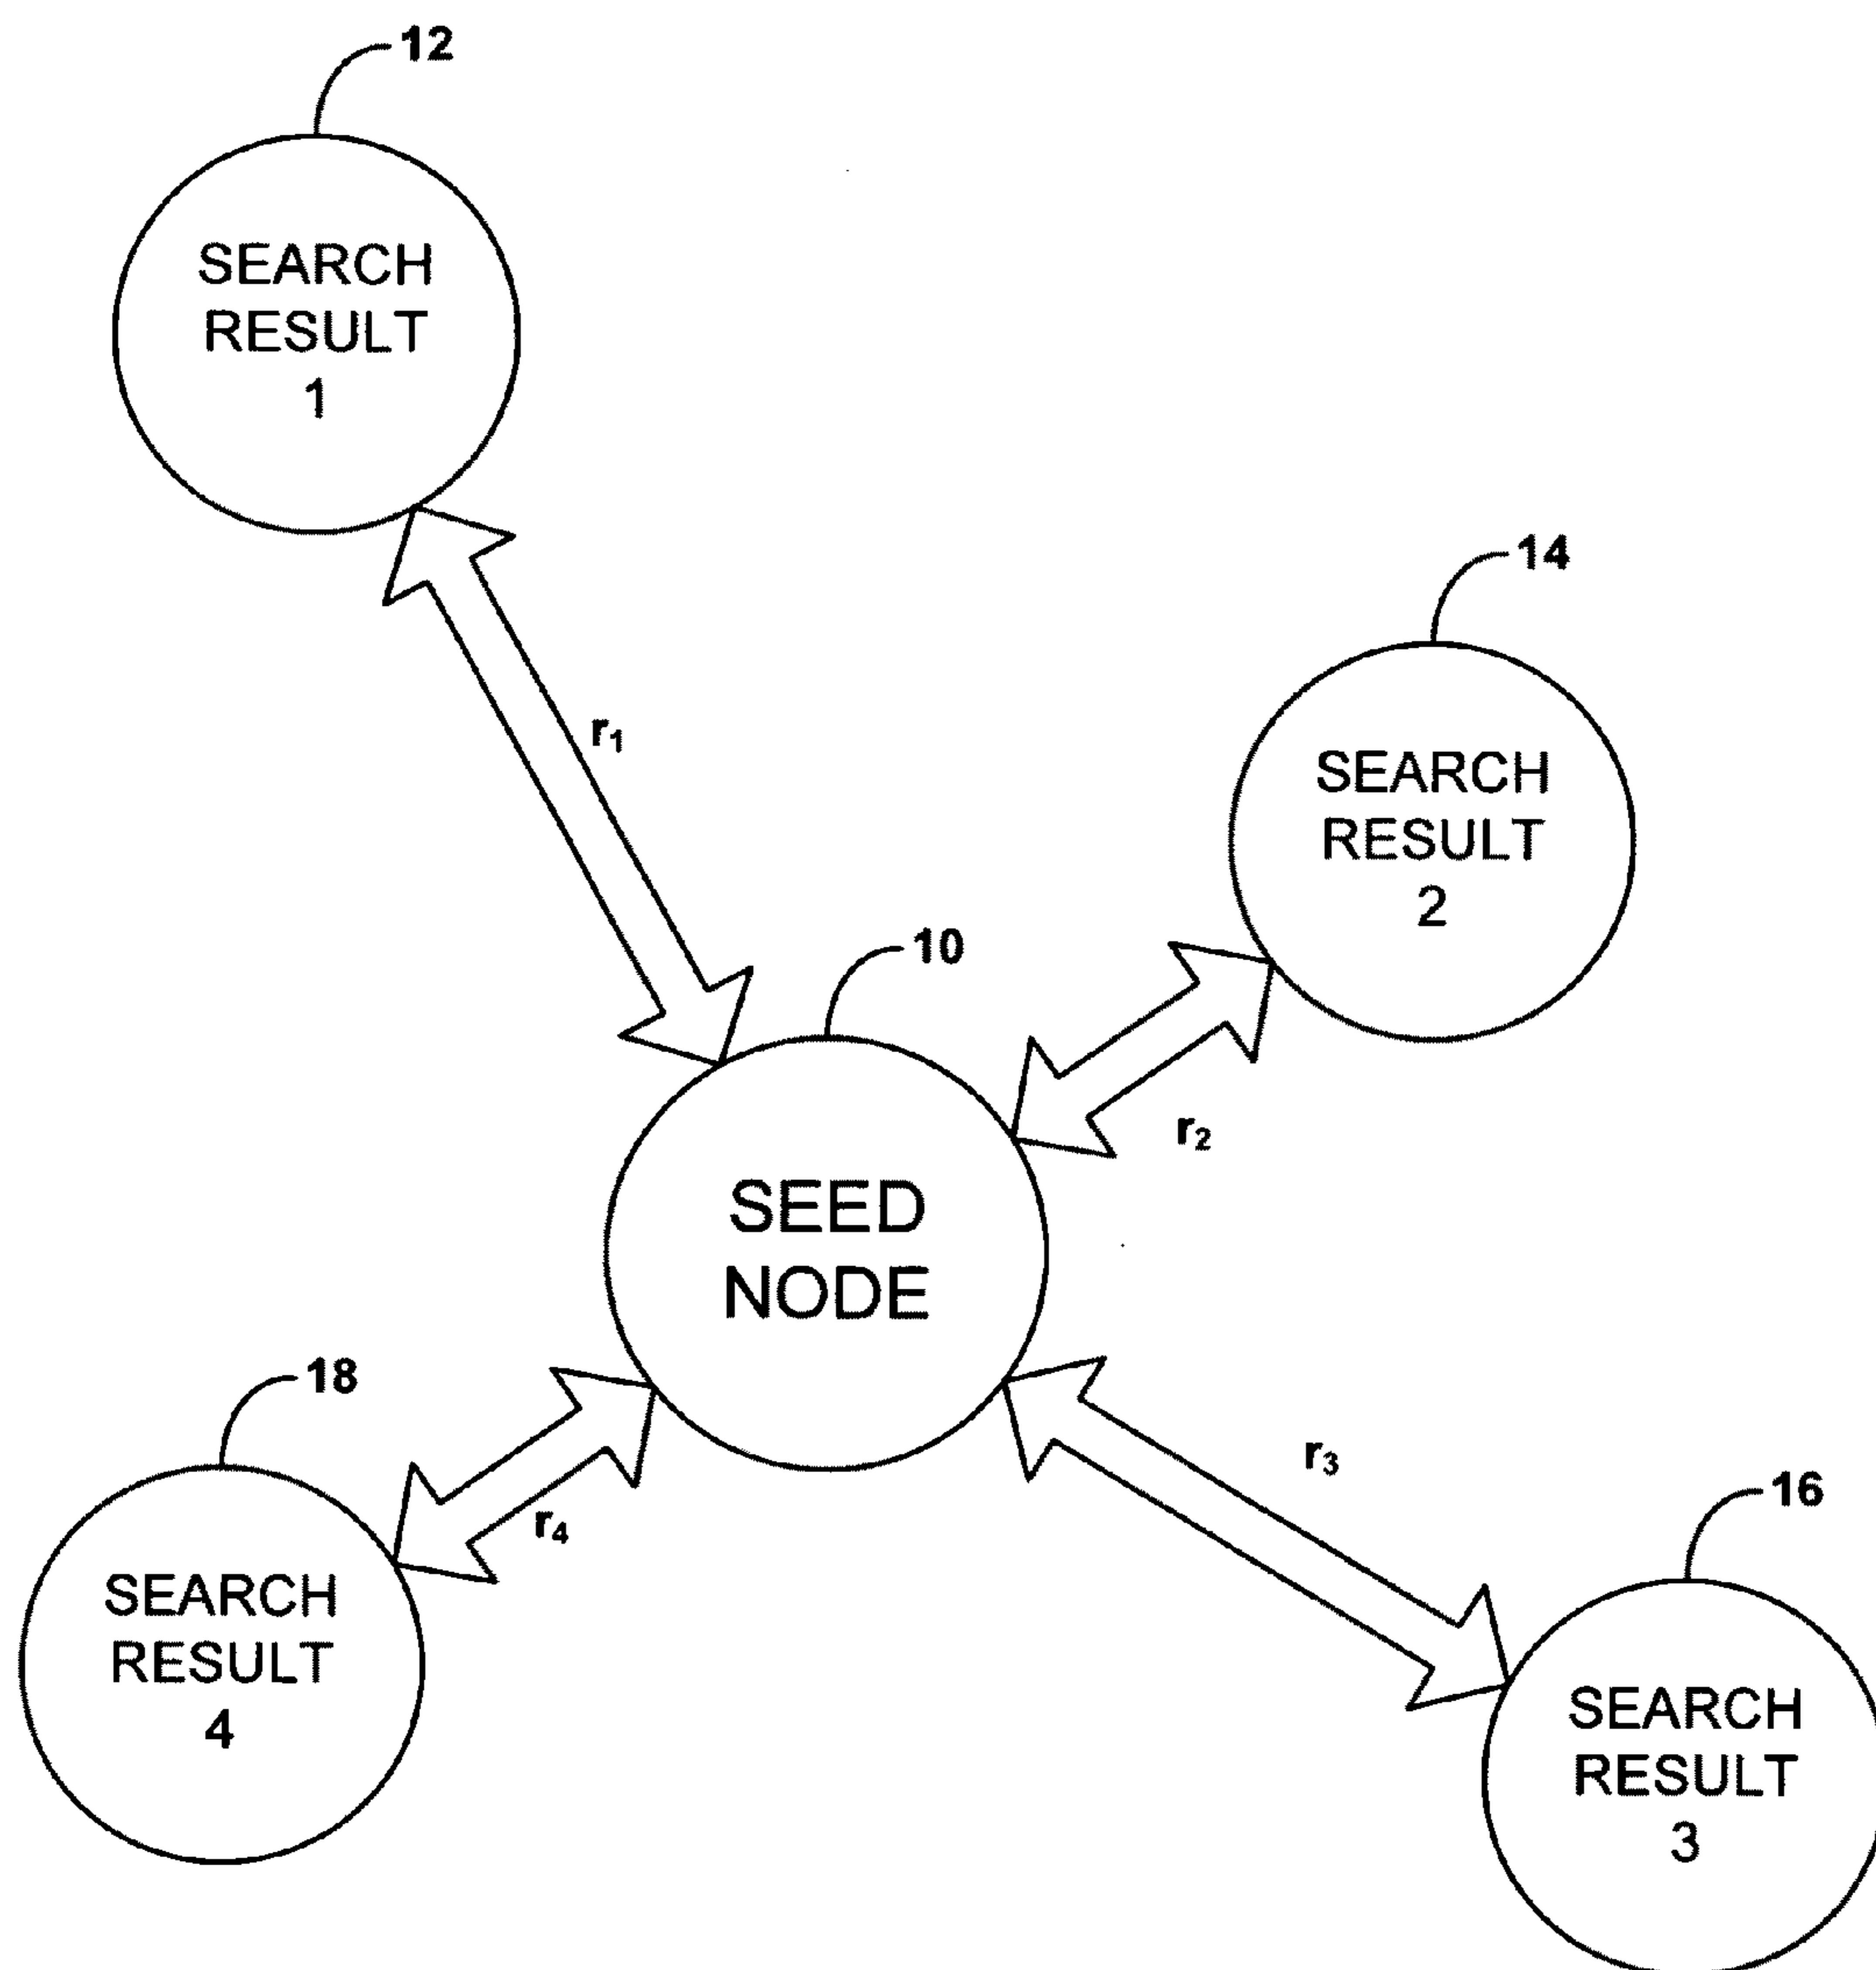 12
SEARCH
RESULT
1
r₁
14
SEARCH
RESULT
2
r₂
10
SEED
NODE
18
SEARCH
RESULT
4
r₄
r₃
16
SEARCH
RESULT
3